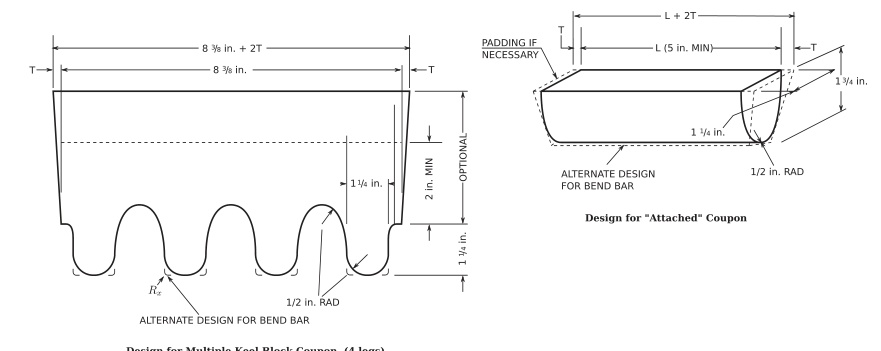 8 3/8 in. + 2T
T
8 3/8 in.
T
1 1/4 in.
2 in. MIN
OPTIONAL
1 1/4 in.
R_x
1/2 in. RAD
ALTERNATE DESIGN FOR BEND BAR
Design for Multiple Keel Block Coupon (4 legs)
L + 2T
T
PADDING IF
NECESSARY
L (5 in. MIN)
T
1 3/4 in.
1 1/4 in.
1/2 in. RAD
ALTERNATE DESIGN
FOR BEND BAR
Design for "Attached" Coupon